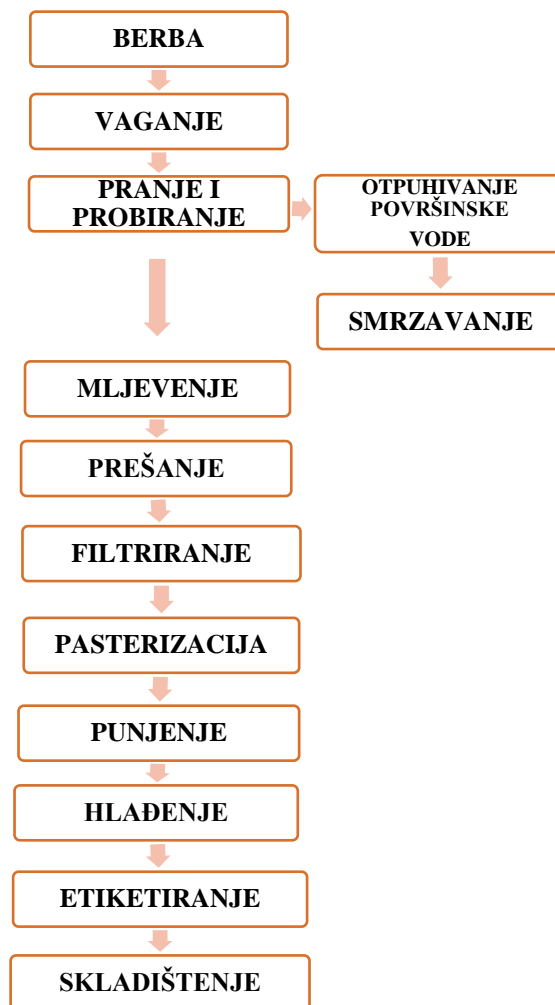 BERBA
VAGANJE
PRANJE I
PROBIRANJE
OTPUHIVANJE
POVRŠINSKE
VODE
SMRZAVANJE
MLJEVENJE
PREŠANJE
FILTRIRANJE
PASTERIZACIJA
PUNJENJE
HLAĐENJE
ETIKETIRANJE
SKLADIŠTENJE